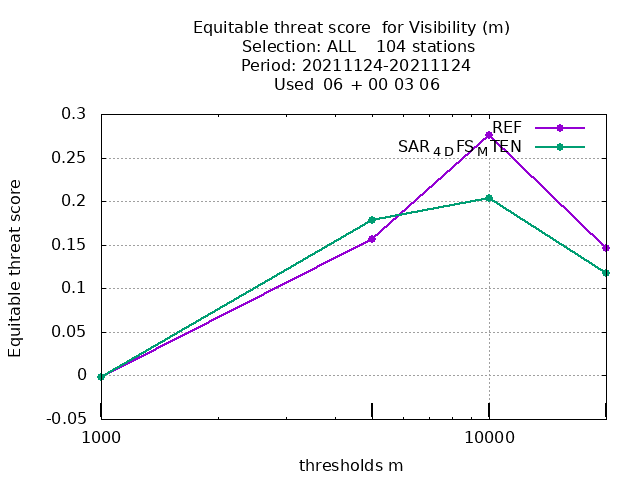 Equitable threat score  for Visibility (m)
Selection: ALL    104 stations
Period: 20211124-20211124
Used  06 + 00 03 06
REF
SAR4DFSMTEN
0.3
0.25
0.2
0.15
0.1
0.05
0
-0.05
Equitable threat score
1000
10000
thresholds m